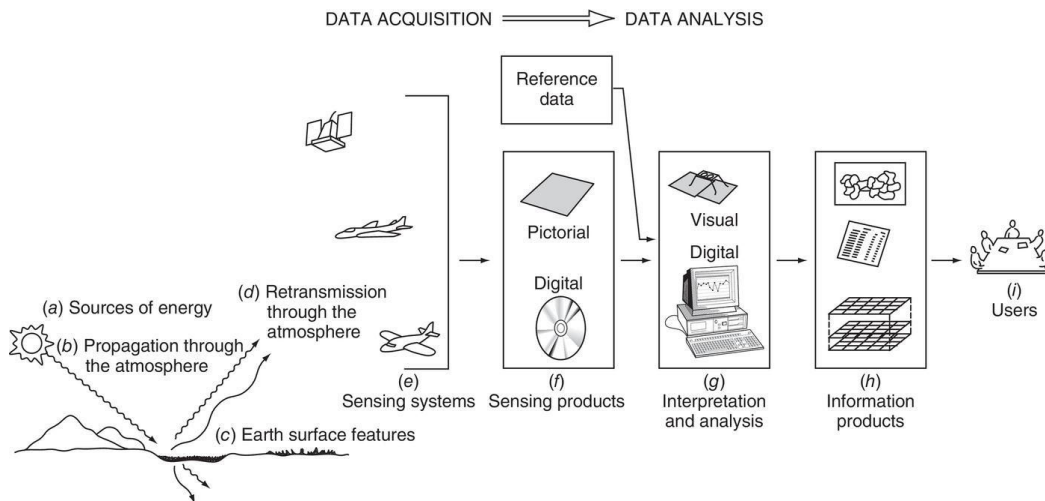 DATA ACQUISITION DATA ANALYSIS
Reference
data
Pictorial
Digital
Visual
Digital
(a) Sources of energy
(b) Propagation through
the atmosphere
(c) Earth surface features
(d) Retransmission
through the
atmosphere
(e)
Sensing systems
(f)
Sensing products
(g)
Interpretation
and analysis
(h)
Information
products
(i)
Users